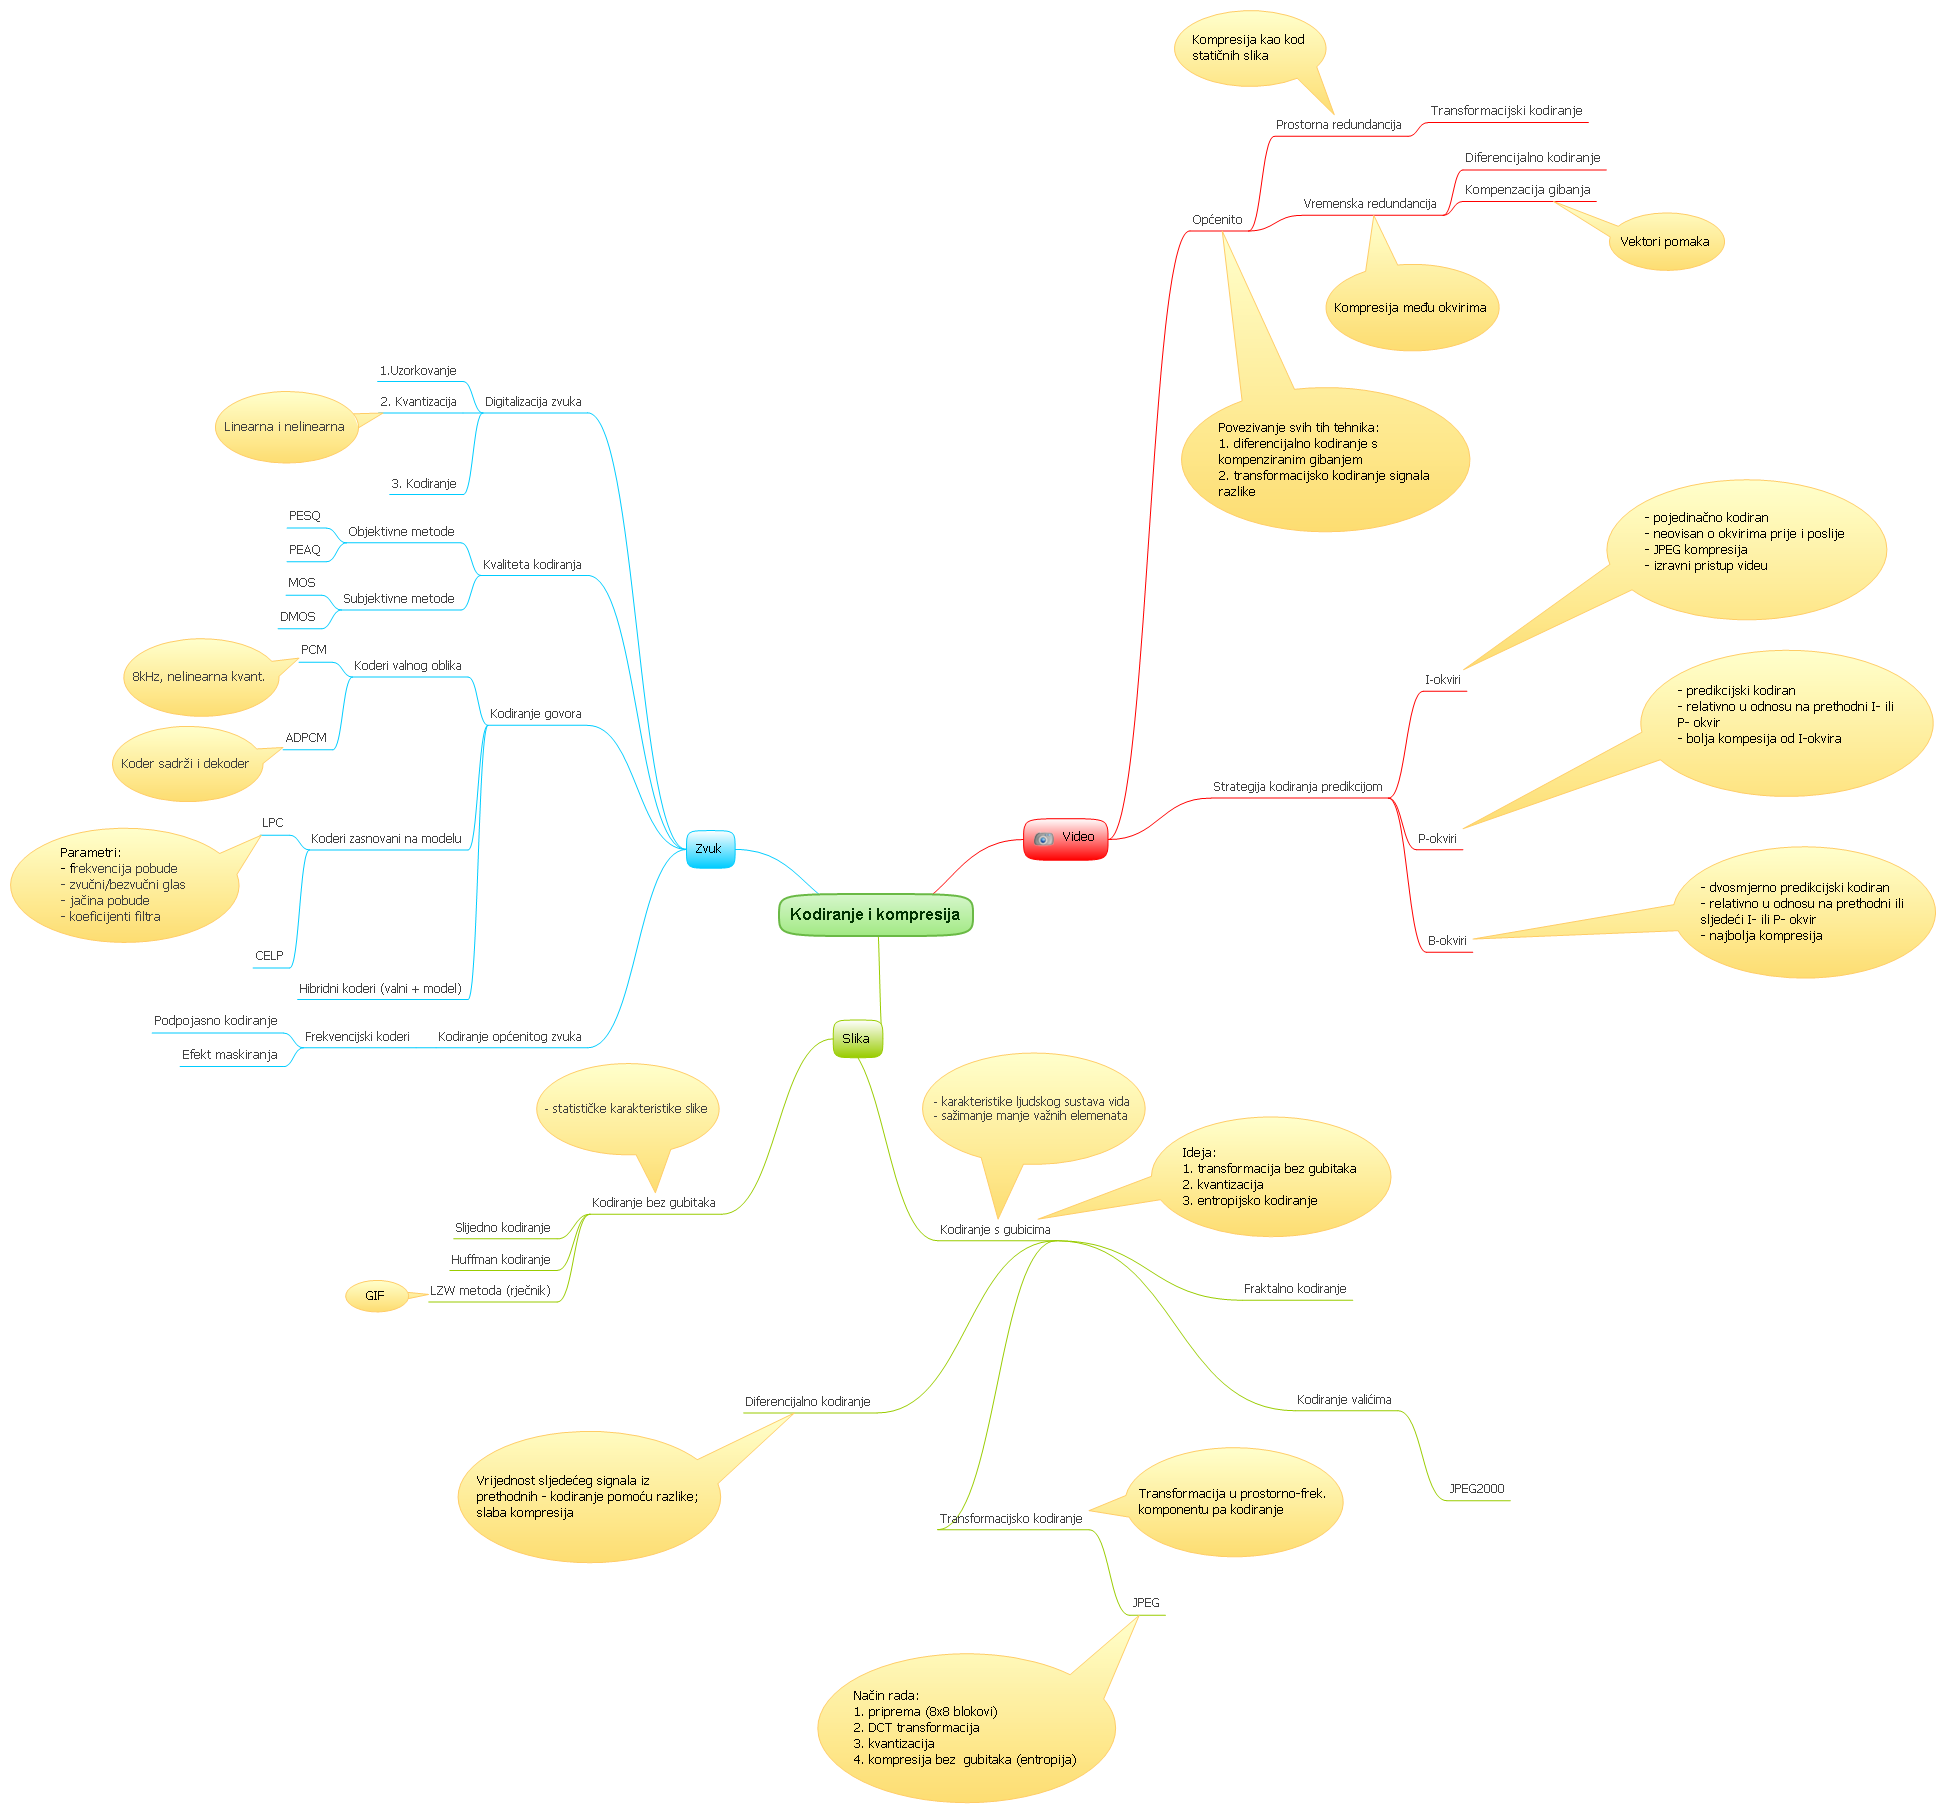 Kodiranje i kompresija
Video
Općenito
Prostorna redundancija
Kompresija kao kod
statičnih slika
Transformacijski kodiranje
Vremenska redundancija
Kompresija među okvirima
Diferencijalno kodiranje
Kompenzacija gibanja
Vektori pomaka
Povezivanje svih tih tehnika:
1. diferencijalno kodiranje s
kompenziranim gibanjem
2. transformacijsko kodiranje signala
razlike
Strategija kodiranja predikcijom
I-okviri
- pojedinačno kodiran
- neovisan o okvirima prije i poslije
- JPEG kompresija
- izravni pristup videu
P-okviri
- predikcijski kodiran
- relativno u odnosu na prethodni I- ili
P- okvir
- bolja kompesija od I-okvira
B-okviri
- dvosmjerno predikcijski kodiran
- relativno u odnosu na prethodni ili
sljedeći I- ili P- okvir
- najbolja kompresija
Zvuk
Digitalizacija zvuka
1.Uzorkovanje
2. Kvantizacija
Linearna i nelinearna
3. Kodiranje
Kvaliteta kodiranja
Objektivne metode
PESQ
PEAQ
Subjektivne metode
MOS
DMOS
Kodiranje govora
Koderi valnog oblika
PCM
8kHz, nelinearna kvant.
ADPCM
Koder sadrži i dekoder
Koderi zasnovani na modelu
LPC
Parametri:
- frekvencija pobude
- zvučni/bezvučni glas
- jačina pobude
- koeficijenti filtra
CELP
Hibridni koderi (valni + model)
Kodiranje općenitog zvuka
Frekvencijski koderi
Podpojasno kodiranje
Efekt maskiranja
Slika
Kodiranje bez gubitaka
- statističke karakteristike slike
Slijedno kodiranje
Huffman kodiranje
LZW metoda (rječnik)
GIF
Kodiranje s gubicima
- karakteristike ljudskog sustava vida
- sažimanje manje važnih elemenata
Ideja:
1. transformacija bez gubitaka
2. kvantizacija
3. entropijsko kodiranje
Fraktalno kodiranje
Kodiranje valićima
JPEG2000
Diferencijalno kodiranje
Vrijednost sljedećeg signala iz
prethodnih - kodiranje pomoću razlike;
slaba kompresija
Transformacijsko kodiranje
Transformacija u prostorno-frek.
komponentu pa kodiranje
JPEG
Način rada:
1. priprema (8x8 blokovi)
2. DCT transformacija
3. kvantizacija
4. kompresija bez  gubitaka (entropija)